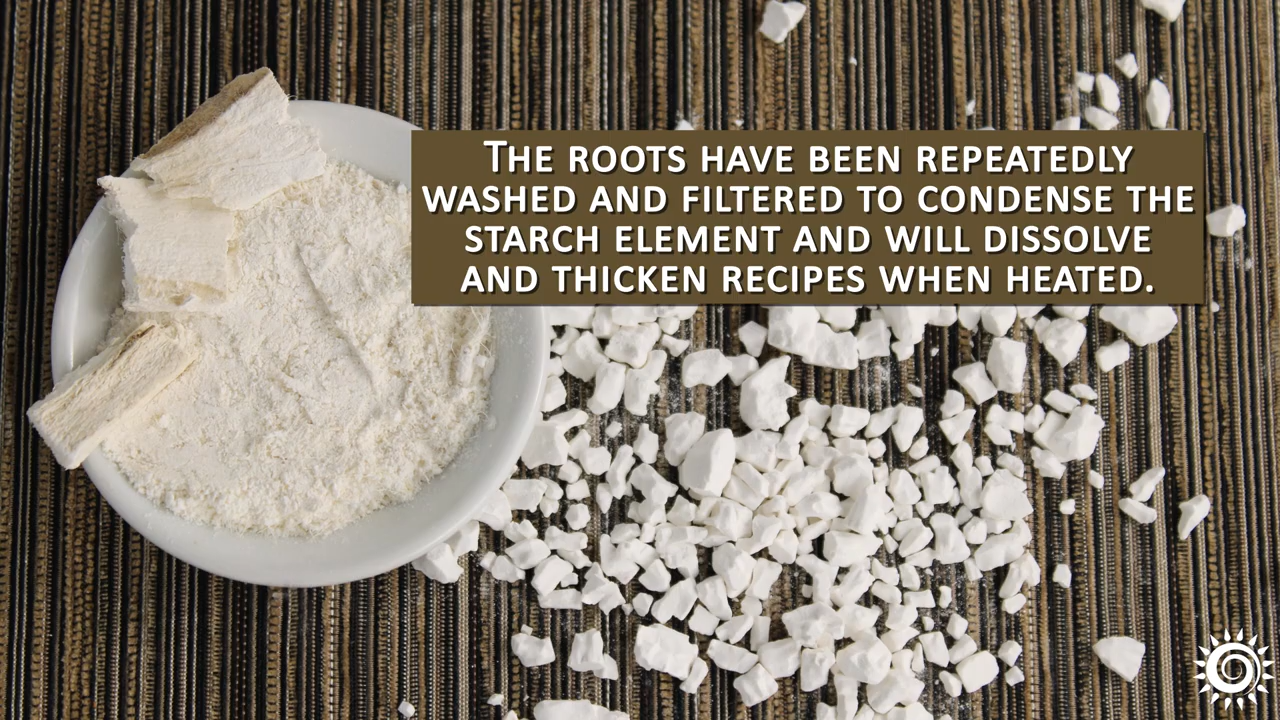 The roots have been repeatedly
washed and filtered to condense the
starch element and will dissolve
and thicken recipes when heated.